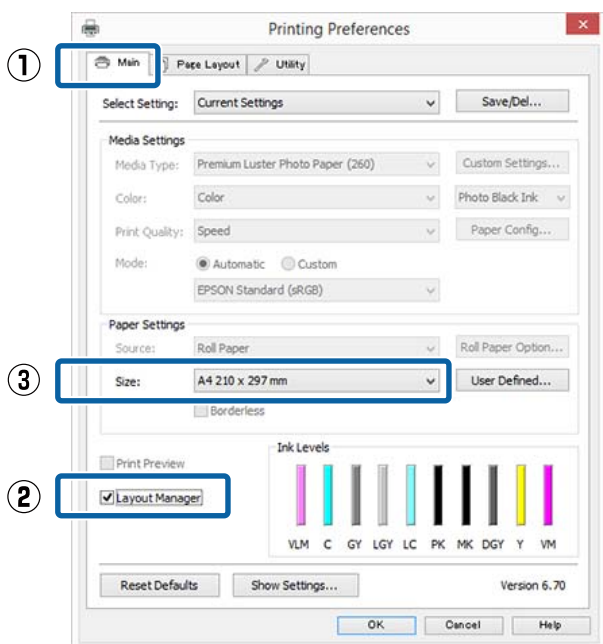 Printing Preferences
①
Main
Page Layout
Utility
Select Setting:
Current Settings
Save/Del...
Media Settings
Media Type:
Premium Luster Photo Paper (260)
Custom Settings...
Color:
Color
Photo Black Ink
Print Quality:
Speed
Paper Config...
Mode:
Automatic
Custom
EPSON Standard (sRGB)
Paper Settings
Source:
Roll Paper
Roll Paper Option...
③
Size:
A4 210 x 297 mm
User Defined...
Borderless
Print Preview
Ink Levels
②
Layout Manager
VLM C GY LGY LC PK MK DGY Y VM
Reset Defaults
Show Settings...
Version 6.70
OK
Cancel
Help